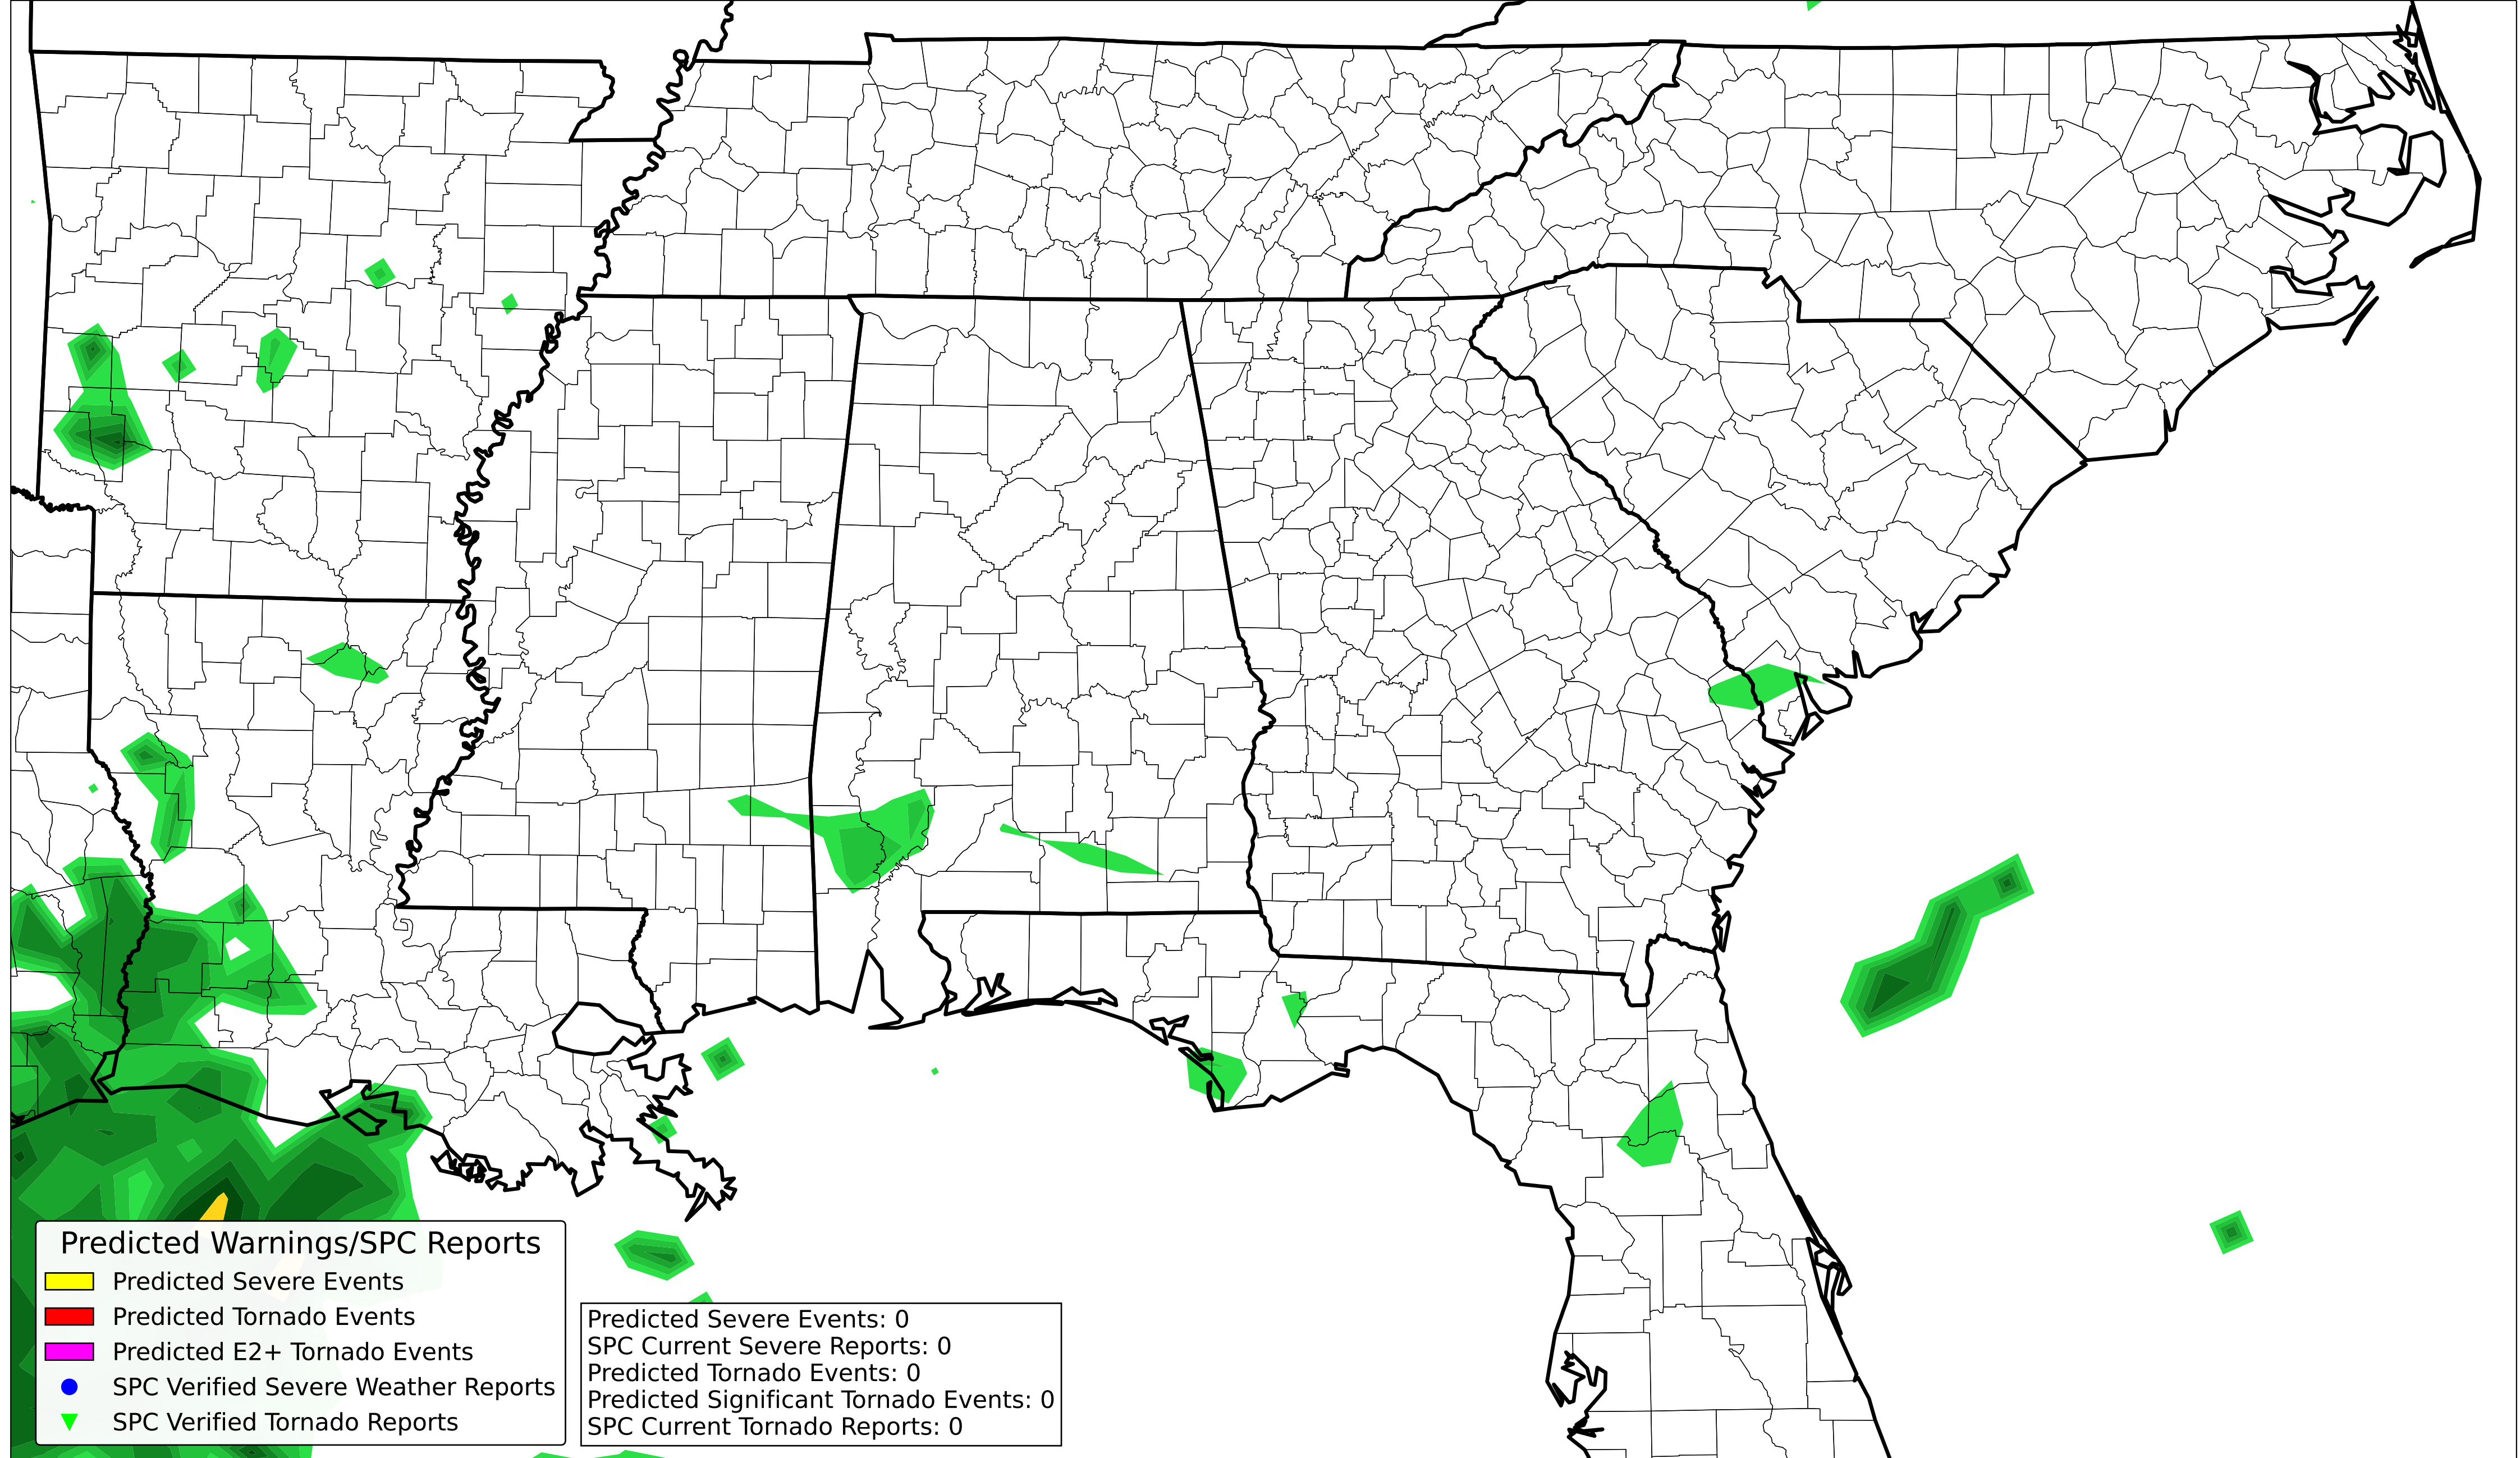 Predicted Warnings/SPC Reports
Predicted Severe Events
Predicted Tornado Events
Predicted E2+ Tornado Events
SPC Verified Severe Weather Reports
SPC Verified Tornado Reports
Predicted Severe Events: 0
SPC Current Severe Reports: 0
Predicted Tornado Events: 0
Predicted Significant Tornado Events: 0
SPC Current Tornado Reports: 0